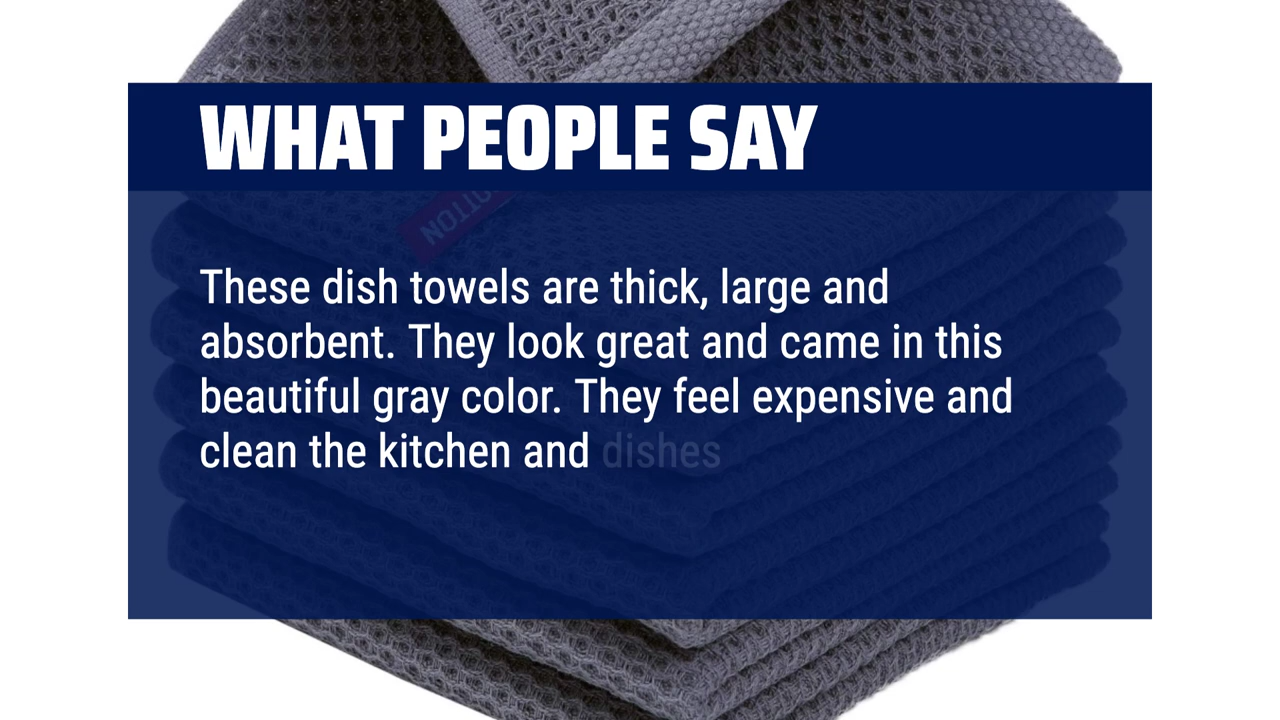 WHAT PEOPLE SAY
OTTON
These dish towels are thick, large and
absorbent. They look great and came in this
beautiful gray color. They feel expensive and
clean the kitchen and dishes